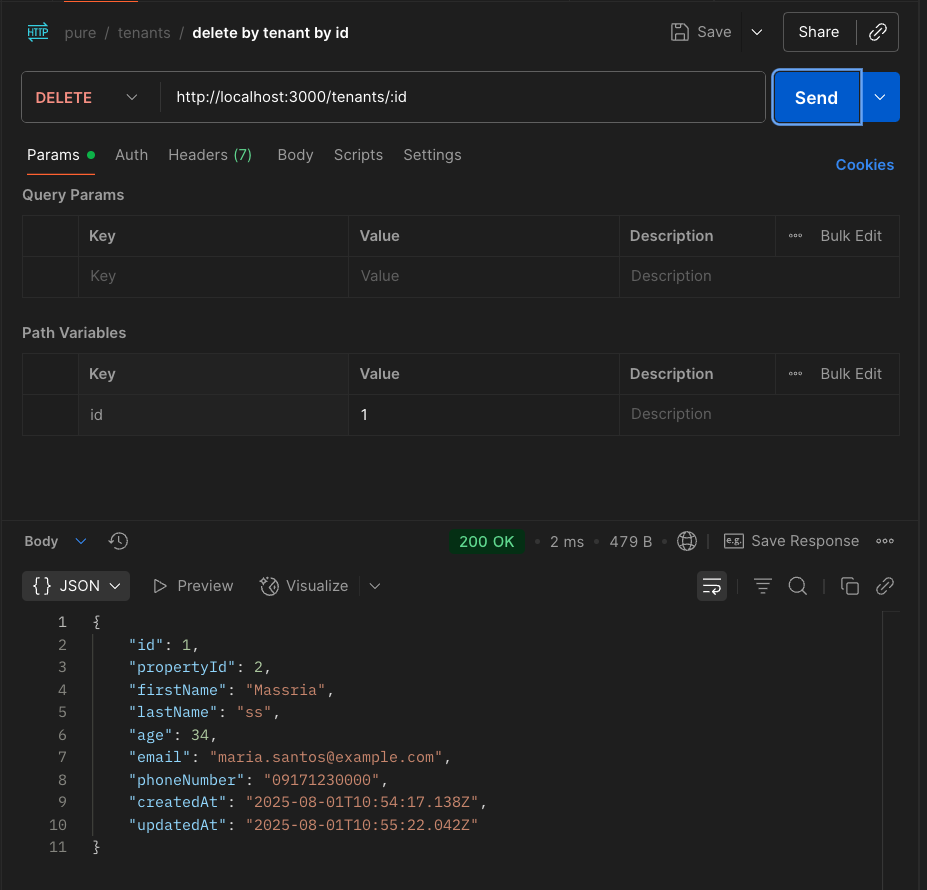 HTTP pure / tenants / delete by tenant by id Save Share
DELETE http://localhost:3000/tenants/:id Send
Params Auth Headers (7) Body Scripts Settings Cookies
Query Params
Key Value Description Bulk Edit
Key Value Description
Path Variables
Key Value Description Bulk Edit
id 1 Description
Body 200 OK 2 ms 479 B e.g. Save Response
{} JSON Preview Visualize
1 {
2 "id": 1,
3 "propertyId": 2,
4 "firstName": "Massria",
5 "lastName": "ss",
6 "age": 34,
7 "email": "maria.santos@example.com",
8 "phoneNumber": "09171230000",
9 "createdAt": "2025-08-01T10:54:17.138Z",
10 "updatedAt": "2025-08-01T10:55:22.042Z"
11 }